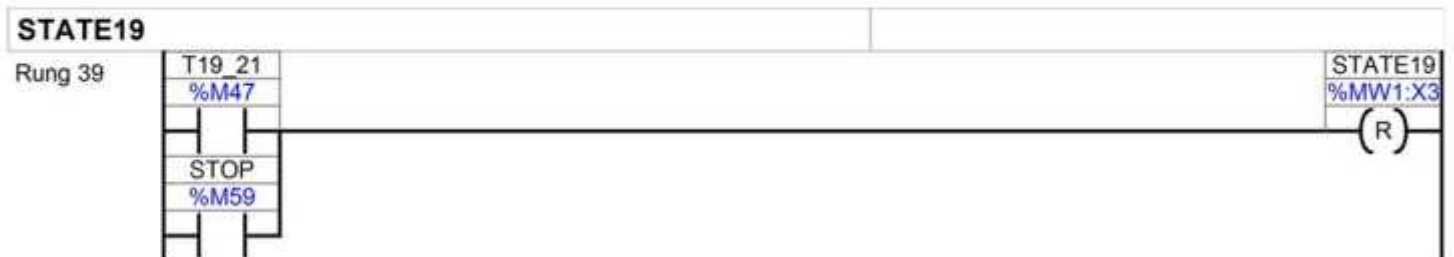 STATE19
Rung 39
T19_21
%M47
STATE19
%MW1:X3
R
STOP
%M59